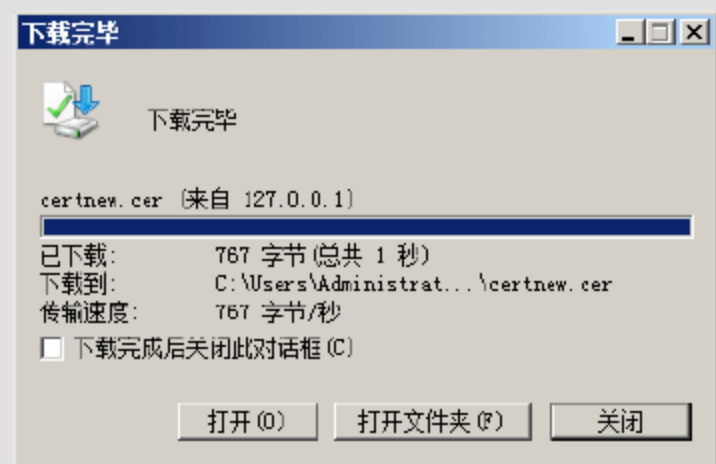 下载完毕
下载完毕
certnew.cer (来自 127.0.0.1)
已下载: 767 字节(总共 1 秒)
下载到: C:\Users\Administrat...\certnew.cer
传输速度: 767 字节/秒
下载完成后关闭此对话框(C)
打开(O) 打开文件夹(F) 关闭